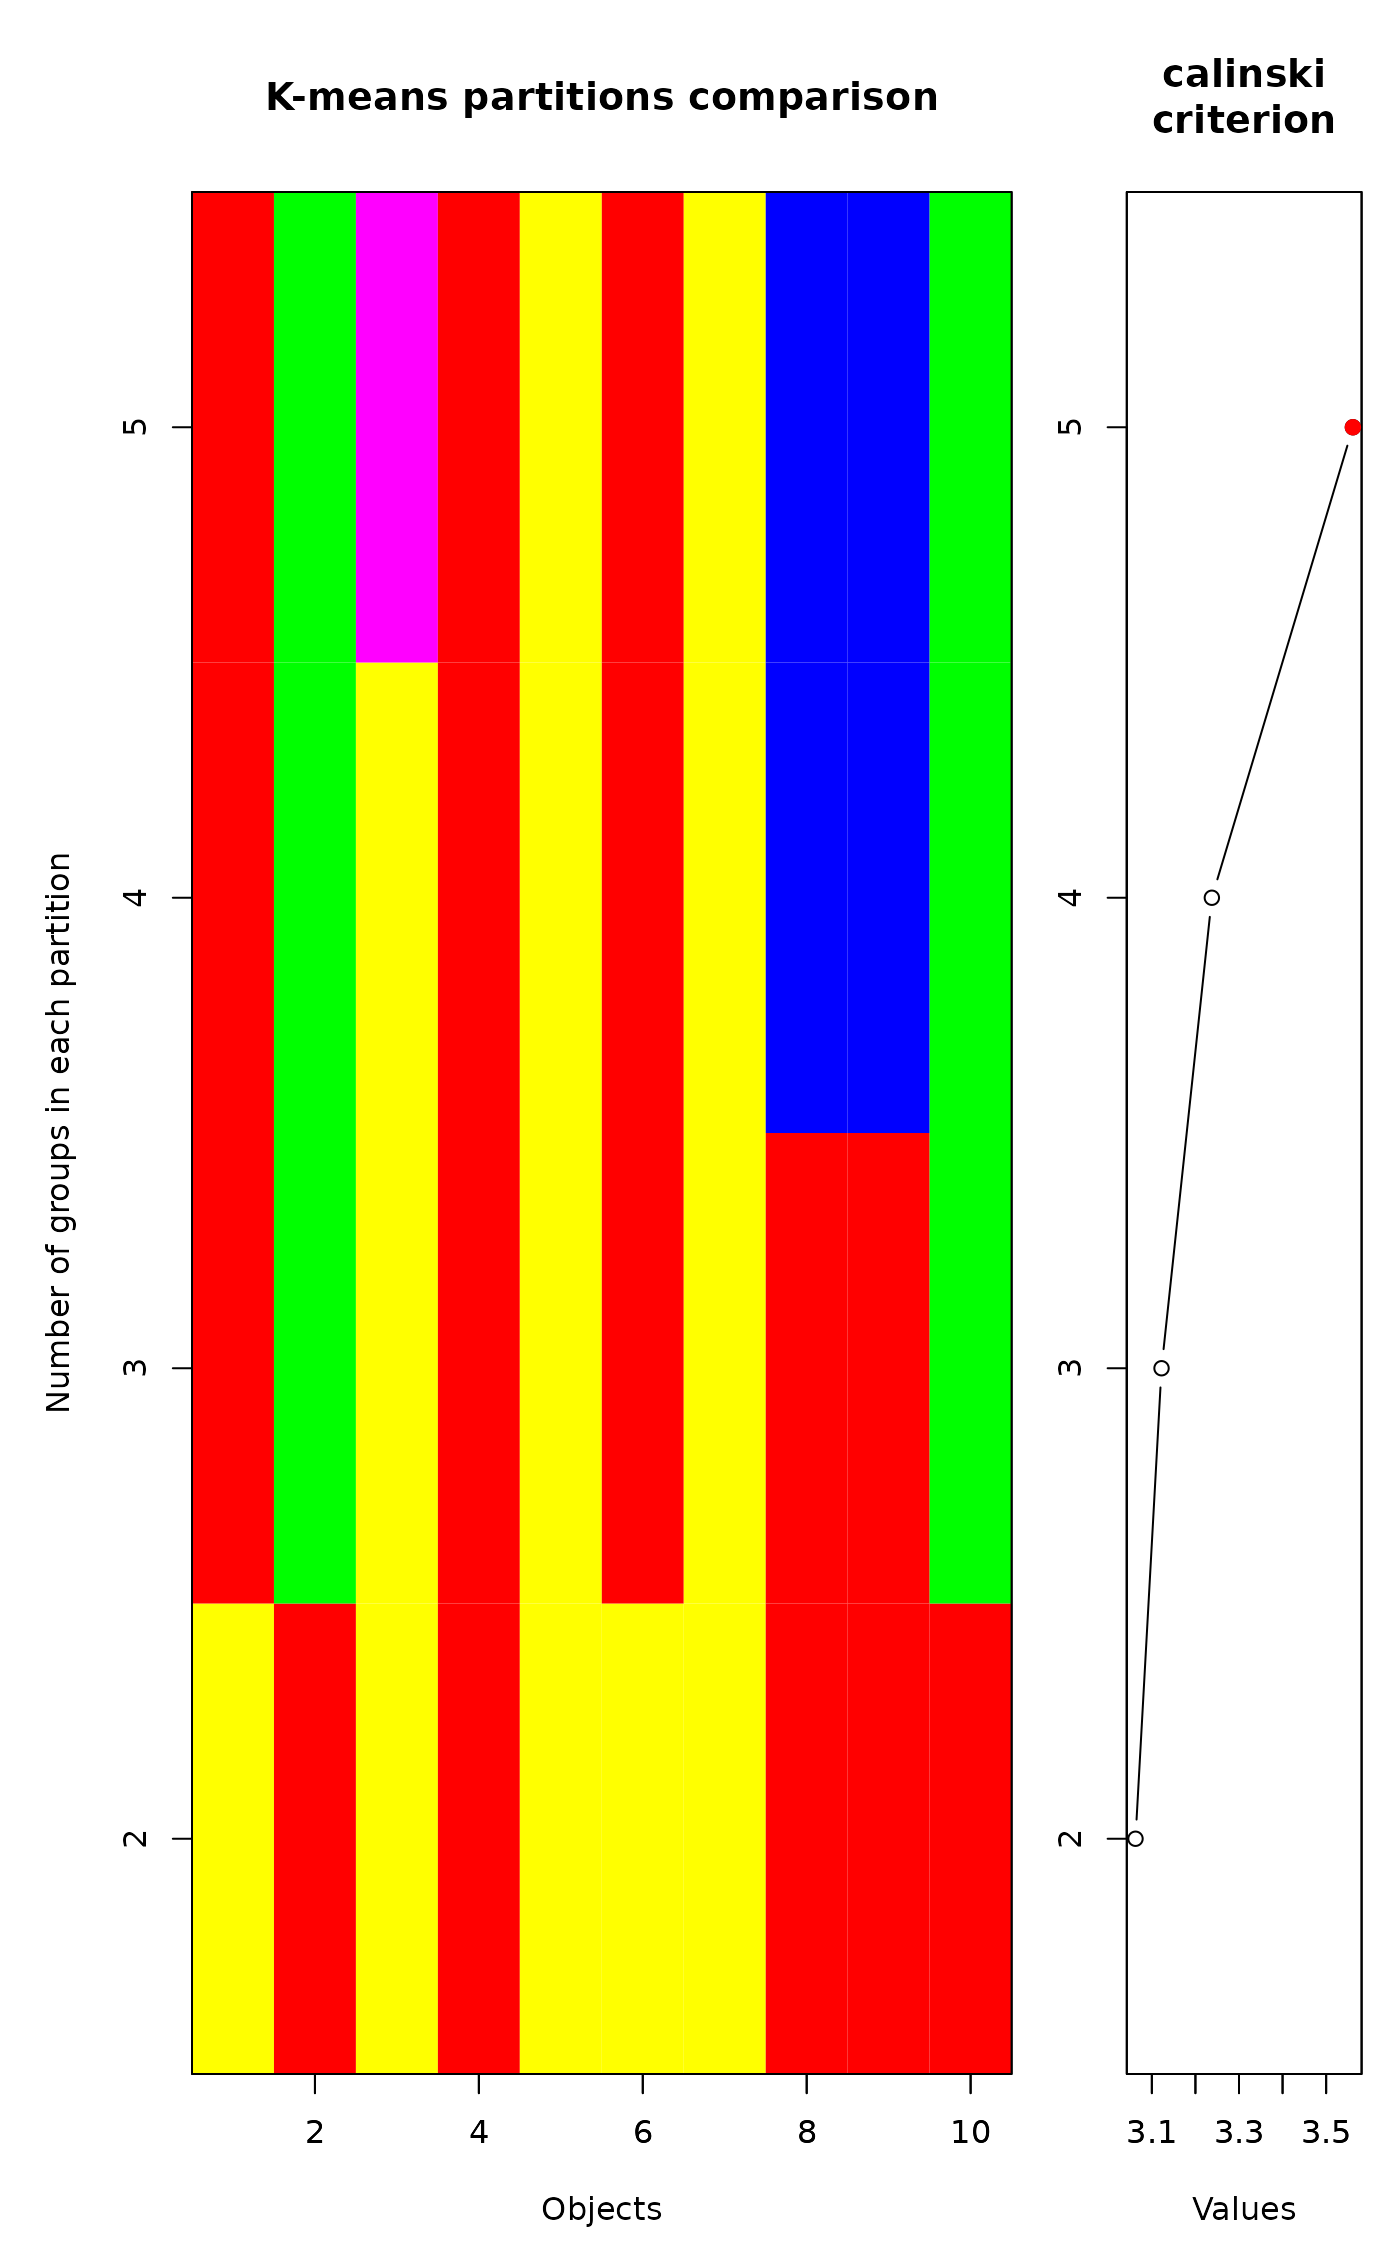 K-means partitions comparison
calinski
criterion
Number of groups in each partition
5
4
3
2
2 4 6 8 10
Objects
5
4
3
2
3.1 3.3 3.5
Values